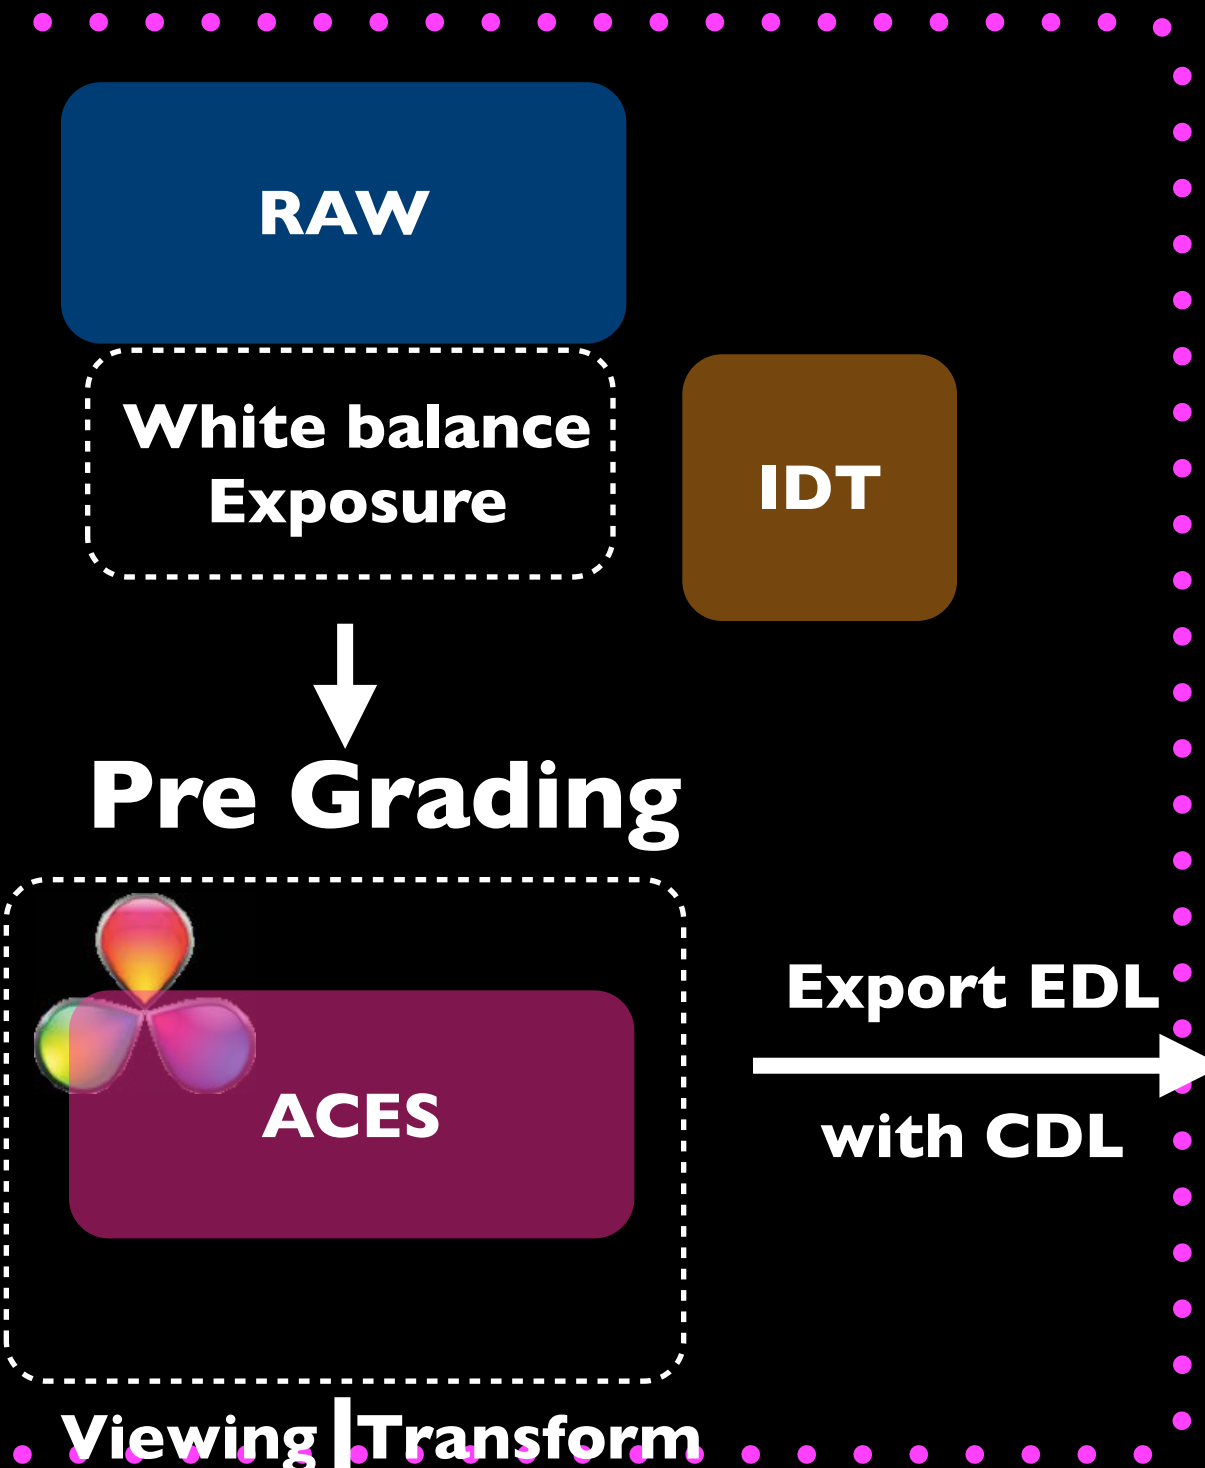 RAW
White balance
Exposure
IDT
Pre Grading
ACES
Export EDL
with CDL
Viewing Transform